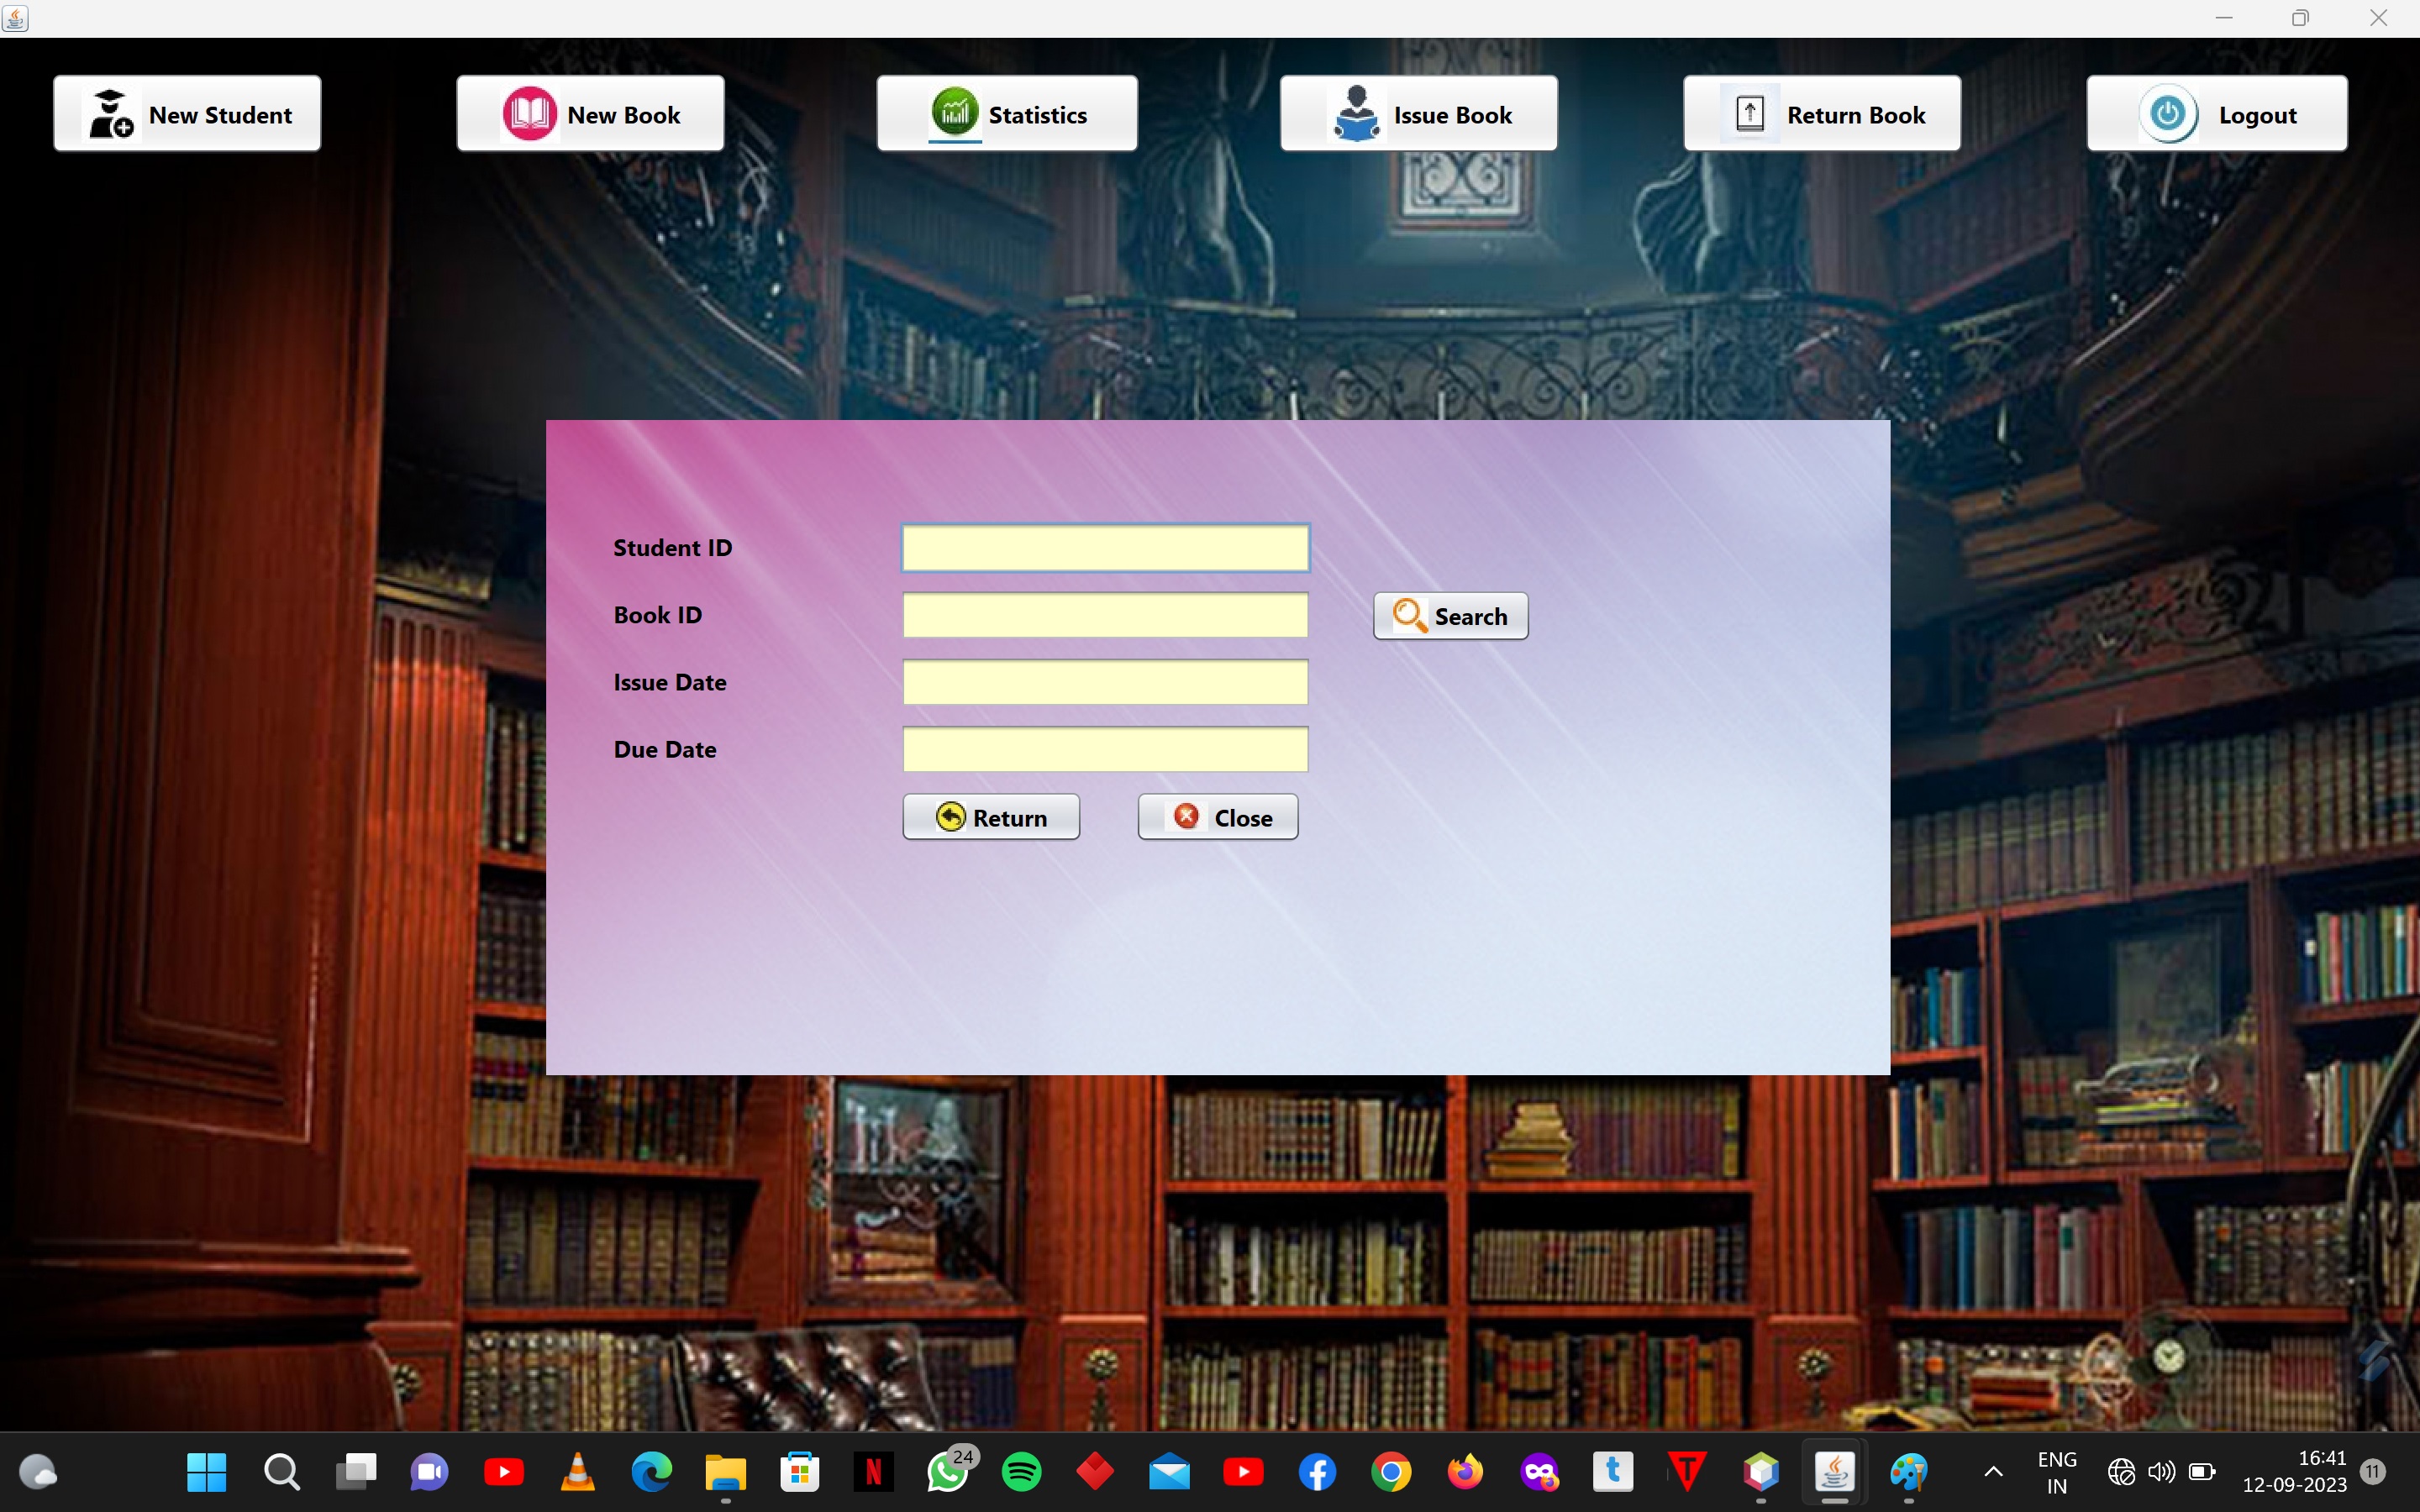 New Student
New Book
Statistics
Issue Book
Return Book
Logout
Student ID
Book ID
Search
Issue Date
Due Date
Return
Close
24
N
t
T
ENG
IN
16:41
12-09-2023
11